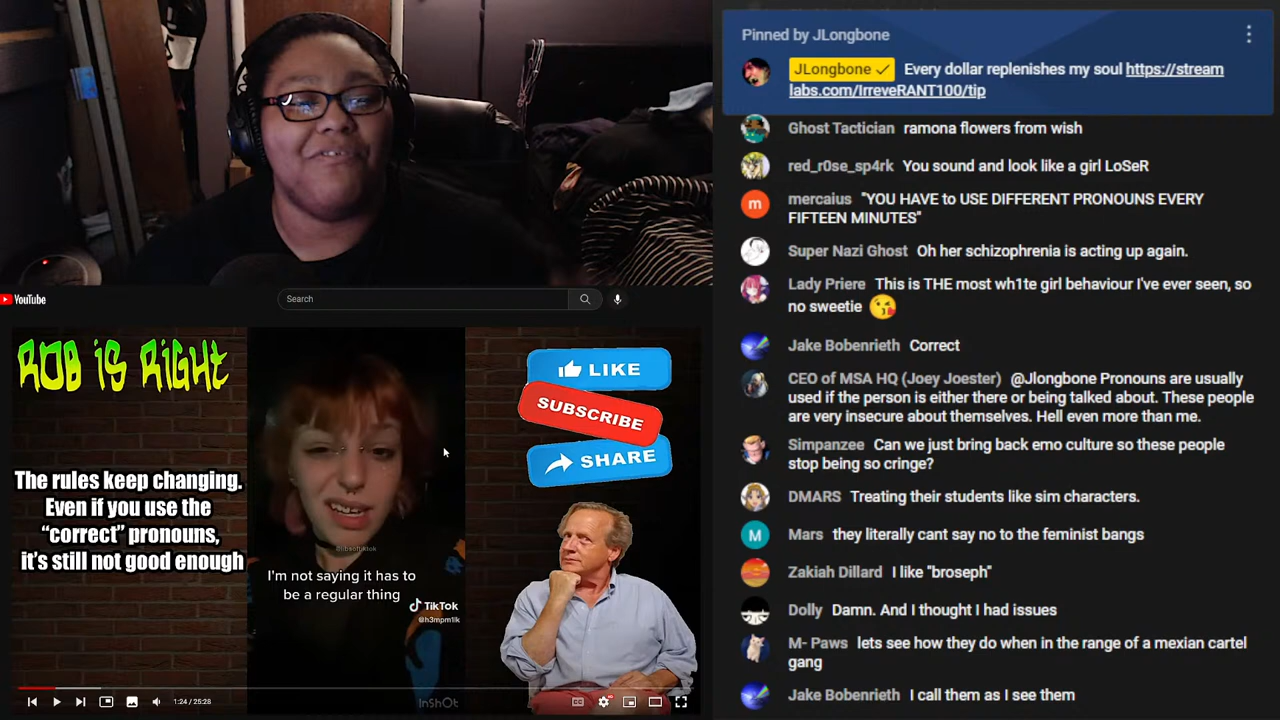 Pinned by JLongbone
JLongbone Every dollar replenishes my soul https://stream
labs.com/IrreveRANT100/tip
Ghost Tactician ramona flowers from wish
red_r0se_sp4rk You sound and look like a girl LoSeR
mercaius "YOU HAVE to USE DIFFERENT PRONOUNS EVERY
FIFTEEN MINUTES"
Super Nazi Ghost Oh her schizophrenia is acting up again.
Lady Priere This is THE most wh1te girl behaviour I've ever seen, so
no sweetie 😘
Jake Bobenrieth Correct
CEO of MSA HQ (Joey Joester) @Jlongbone Pronouns are usually
used if the person is either there or being talked about. These people
are very insecure about themselves. Hell even more than me.
Simpanzee Can we just bring back emo culture so these people
stop being so cringe?
DMARS Treating their students like sim characters.
Mars they literally cant say no to the feminist bangs
Zakiah Dillard I like "broseph"
Dolly Damn. And I thought I had issues
M- Paws lets see how they do when in the range of a mexian cartel
gang
Jake Bobenrieth I call them as I see them
YouTube
Search
ROB iS RiGHt
The rules keep changing.
Even if you use the
“correct” pronouns,
it's still not good enough
@libsoftiktok
I'm not saying it has to
be a regular thing
TikTok
@h3mpm1lk
LIKE
SUBSCRIBE
SHARE
InShOt
1:24 / 25:28